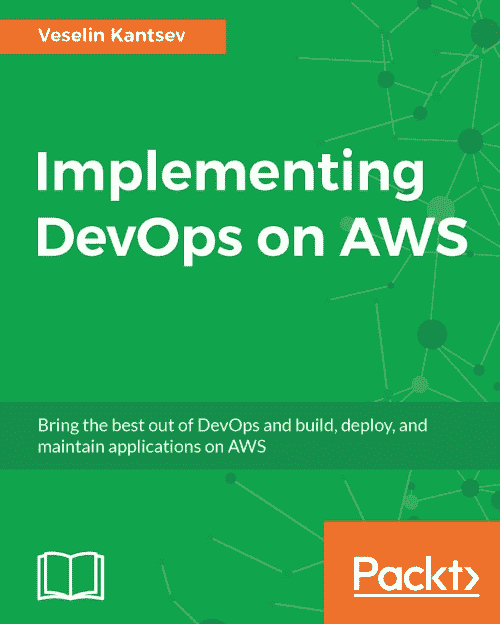 Veselin Kantsev
Implementing
DevOps on AWS
Bring the best out of DevOps and build, deploy, and
maintain applications on AWS
Packt>